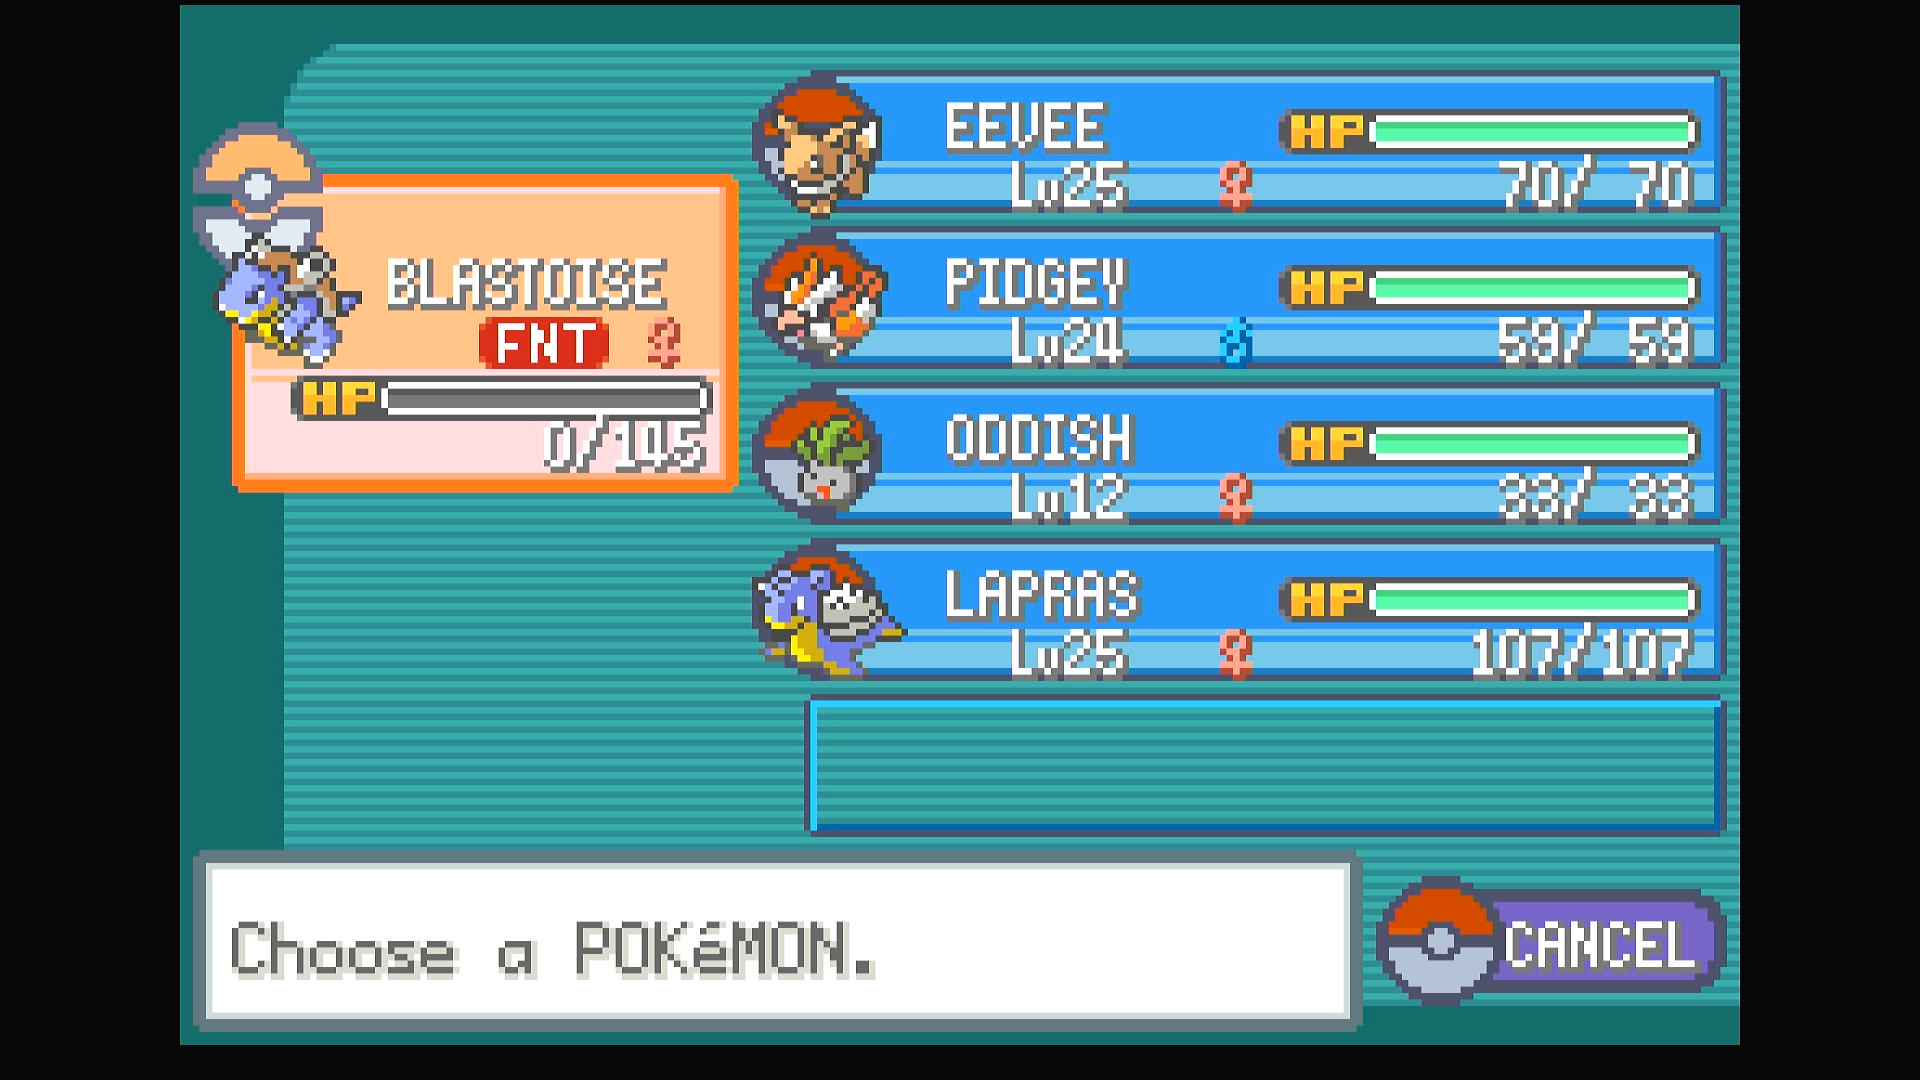 BLASTOISE
FNT ♀
HP
0/145
EEVEE HP
Lv25 ♀ 70/ 70
PIDGEY HP
Lv24 ♂ 59/ 59
ODDISH HP
Lv12 ♀ 33/ 33
LAPRAS HP
Lv25 ♀ 107/107
Choose a POKéMON.
CANCEL